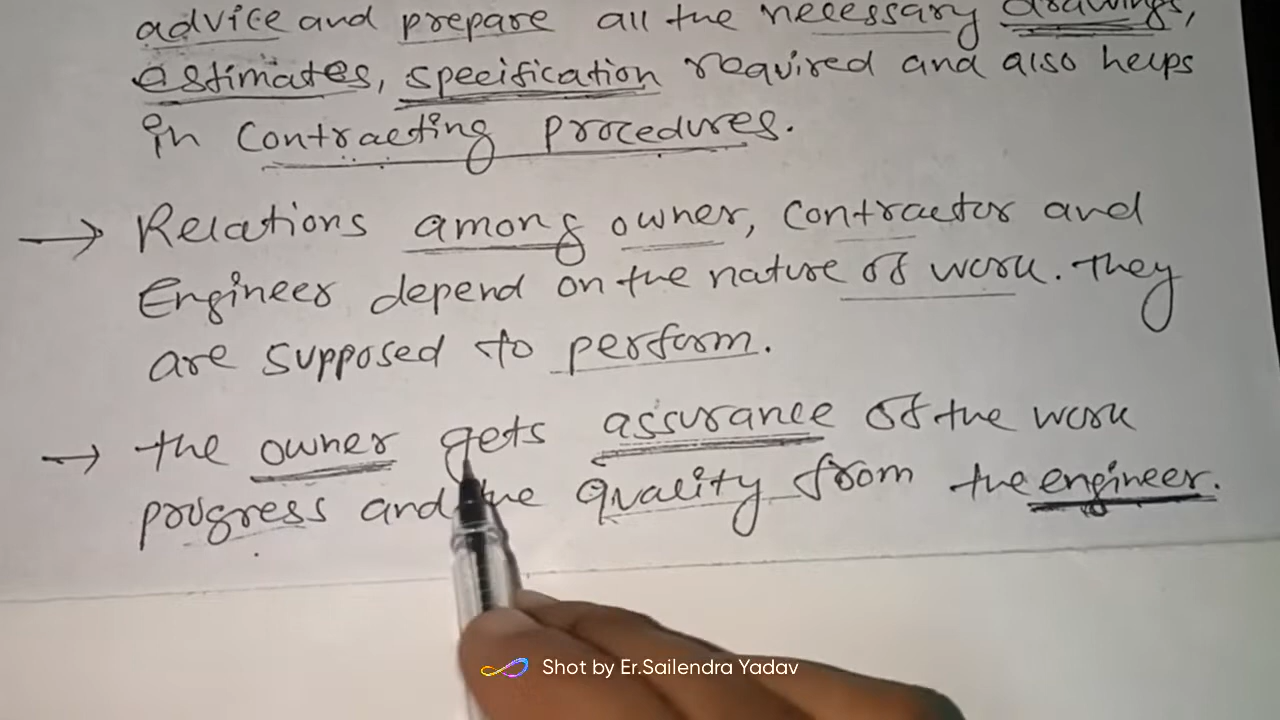 advice and prepare all the necessary drawings,
estimates, specification required and also helps
in contracting procedures.
→ Relations among owner, contractor and
Engineer depend on the nature of work. They
are supposed to perform.
→ the owner gets assurance of the work
progress and the quality from the engineer.
Shot by Er.Sailendra Yadav